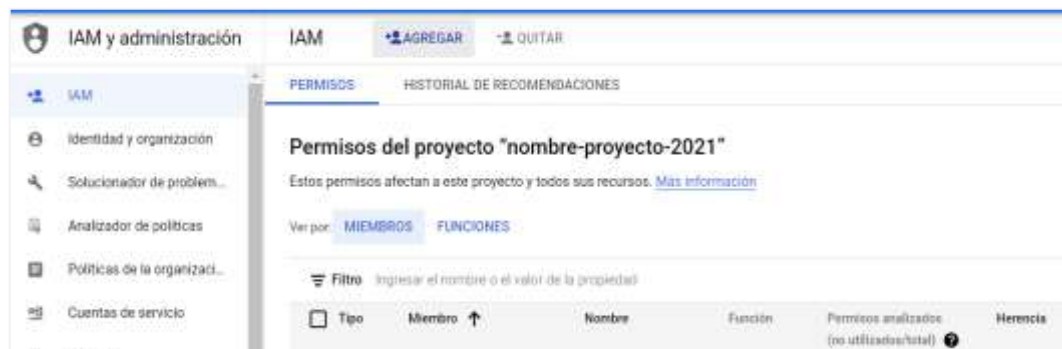 IAM y administración
IAM
AGREGAR
QUITAR
IAM
Identidad y organización
Solucionador de problem...
Analizador de políticas
Políticas de la organizaci...
Cuentas de servicio
PERMISOS
HISTORIAL DE RECOMENDACIONES
Permisos del proyecto "nombre-proyecto-2021"
Estos permisos afectan a este proyecto y todos sus recursos. Más información
Ver por: MIEMBROS FUNCIONES
Filtro Ingresar el nombre o el valor de la propiedad
Tipo Miembro ↑ Nombre Función Permisos analizados Herencia
(no utilizados/total)